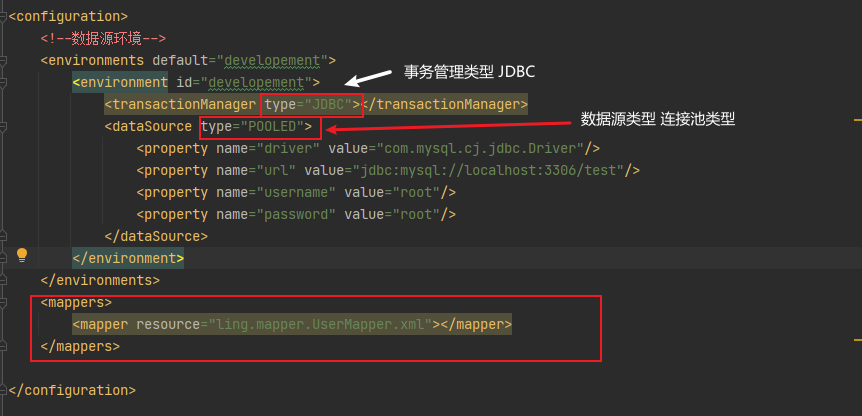 <configuration>
<!--数据源环境-->
<environments default="developement">
<environment id="developement">
事务管理类型 JDBC
<transactionManager type="JDBC"></transactionManager>
<dataSource type="POOLED">
数据源类型 连接池类型
<property name="driver" value="com.mysql.cj.jdbc.Driver"/>
<property name="url" value="jdbc:mysql://localhost:3306/test"/>
<property name="username" value="root"/>
<property name="password" value="root"/>
</dataSource>
</environment>
</environments>
<mappers>
<mapper resource="ling.mapper.UserMapper.xml"></mapper>
</mappers>
</configuration>